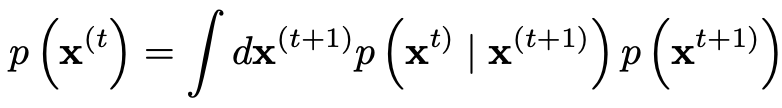 p(𝐱^{(t}) = ∫ d𝐱^{(t+1)} p(𝐱^{t)} | 𝐱^{(t+1)}) p(𝐱^{t+1)})